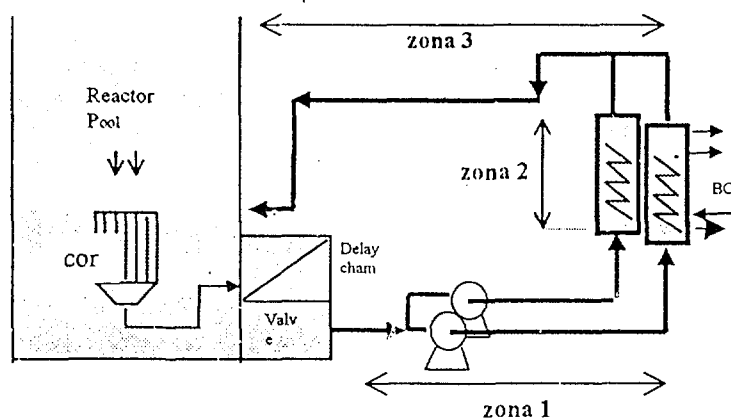 zona 3
Reactor
Pool
zona 2
BC
cor
Delay
cham
Valv
e
zona 1